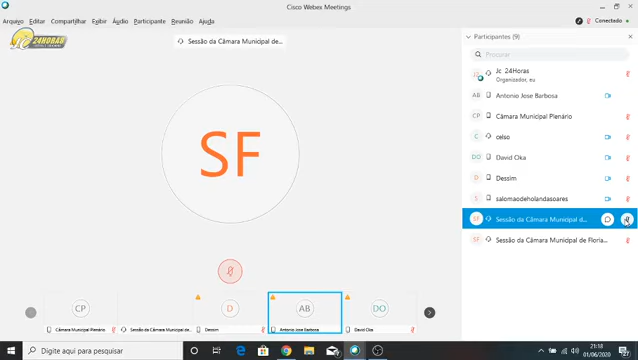 Cisco Webex Meetings
Arquivo Editar Compartilhar Exibir Áudio Participante Reunião Ajuda
Conectado
24HORAS
Sessão da Câmara Municipal de...
SF
Participantes (9)
Procurar
Jc 24Horas
Organizador, eu
AB Antonio Jose Barbosa
CP Câmara Municipal Plenário
C celso
DO David Oka
D Dessim
S salomaodeholandasoares
SF Sessão da Câmara Municipal d...
SF Sessão da Câmara Municipal de Floria...
CP
D
AB
DO
Câmara Municipal Plenário
Sessão da Câmara Municipal de...
Dessim
Antonio Jose Barbosa
David Oka
Digite aqui para pesquisar
21:18
01/06/2020